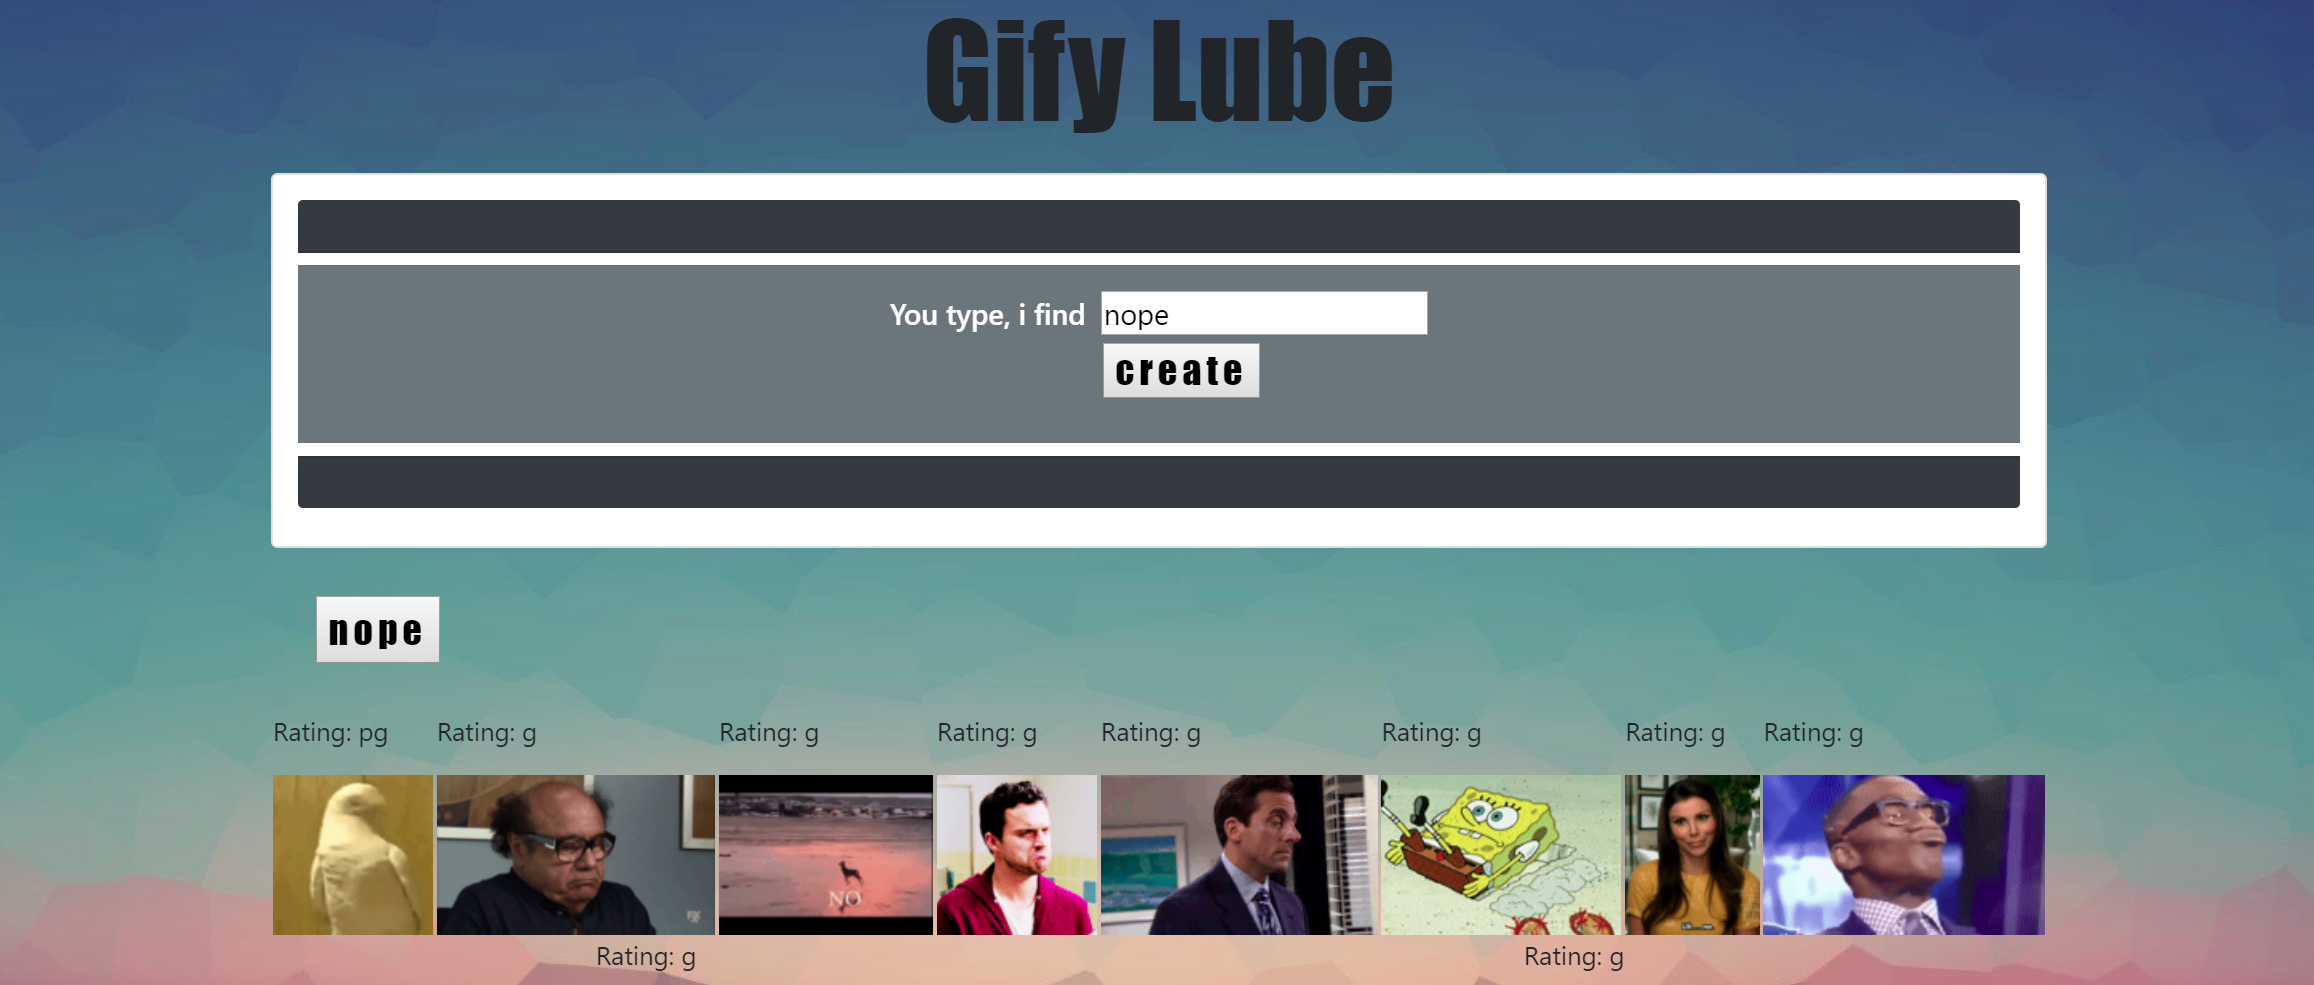 Gify Lube
You type, i find nope
create
nope
Rating: pg Rating: g Rating: g Rating: g Rating: g Rating: g Rating: g Rating: g
NO
FX
Rating: g Rating: g